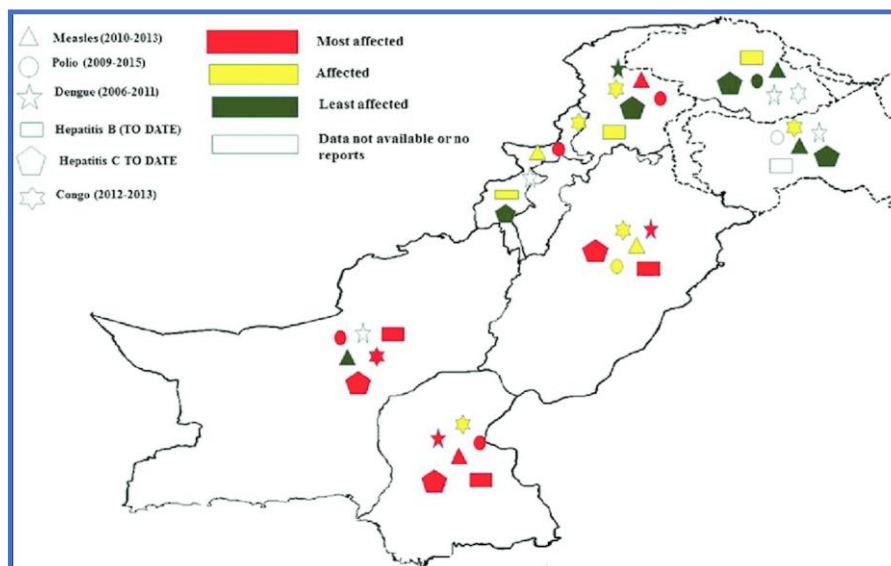 Measles (2010-2013)
Polio (2009-2015)
Dengue (2006-2011)
Hepatitis B (TO DATE)
Hepatitis C TO DATE
Congo (2012-2013)
Most affected
Affected
Least affected
Data not available or no
reports